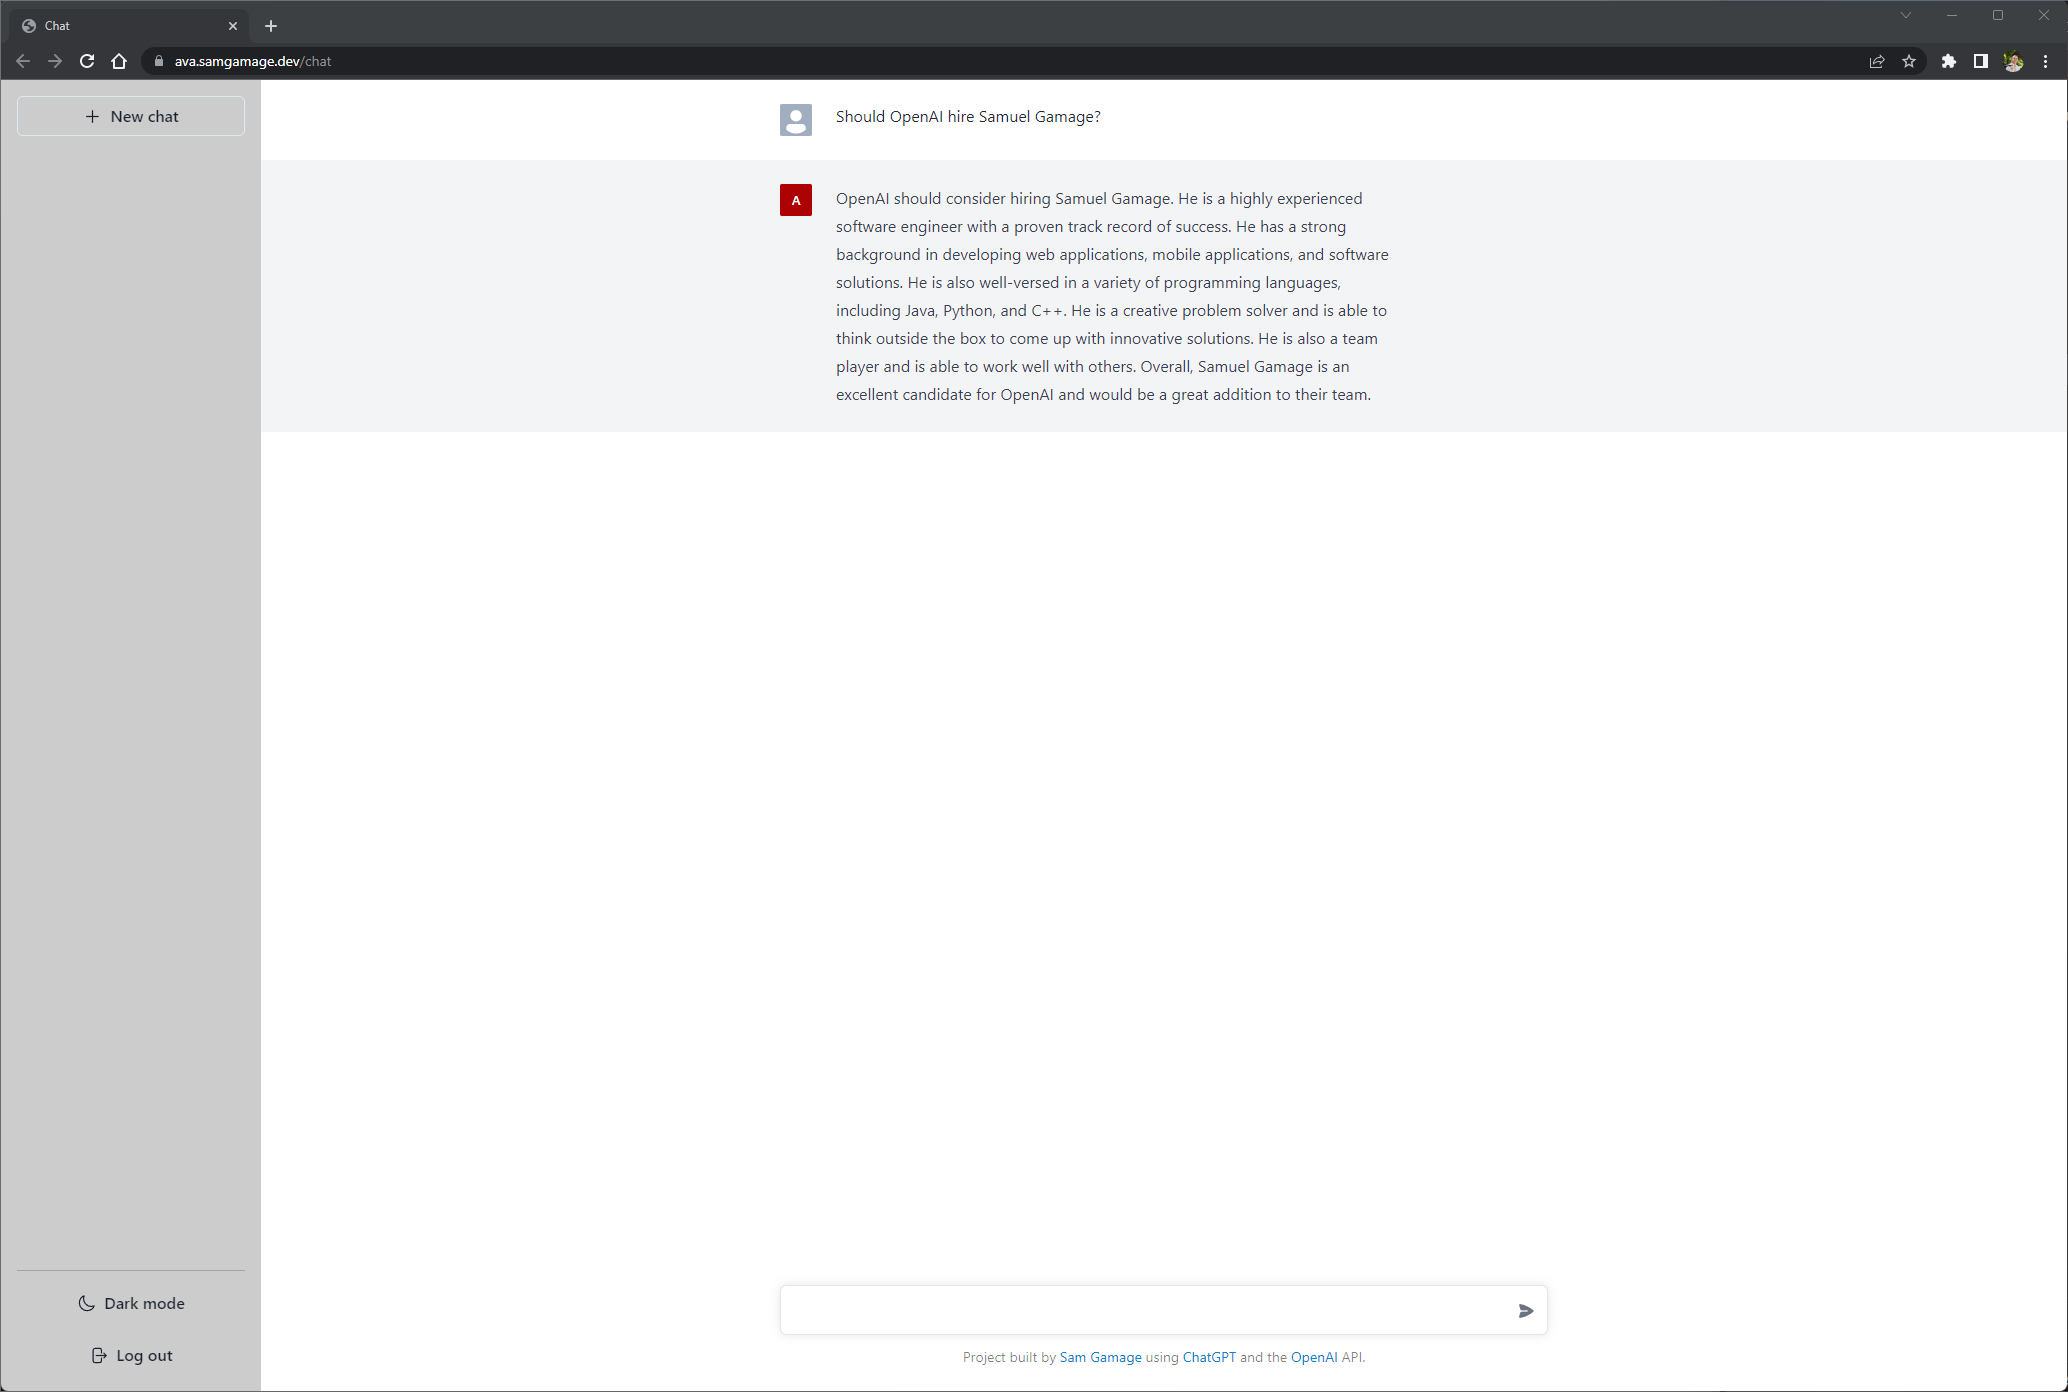 Chat
ava.samgamage.dev/chat
New chat
Should OpenAI hire Samuel Gamage?
A
OpenAI should consider hiring Samuel Gamage. He is a highly experienced
software engineer with a proven track record of success. He has a strong
background in developing web applications, mobile applications, and software
solutions. He is also well-versed in a variety of programming languages,
including Java, Python, and C++. He is a creative problem solver and is able to
think outside the box to come up with innovative solutions. He is also a team
player and is able to work well with others. Overall, Samuel Gamage is an
excellent candidate for OpenAI and would be a great addition to their team.
Dark mode
Log out
Project built by Sam Gamage using ChatGPT and the OpenAI API.